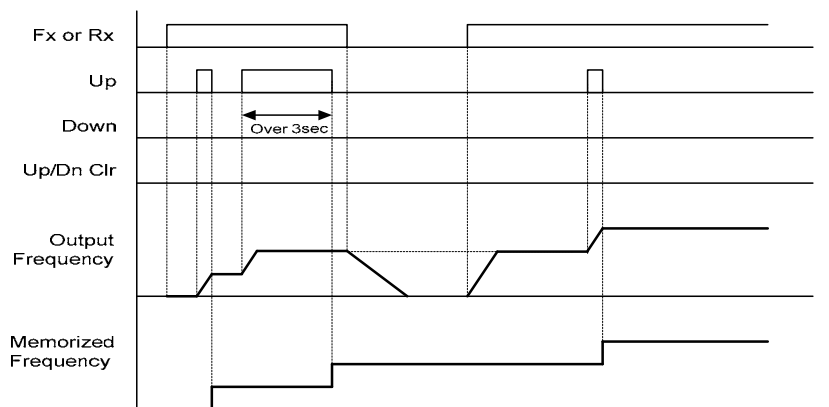 Fx or Rx
Up
Over 3sec
Down
Up/Dn Clr
Output
Frequency
Memorized
Frequency